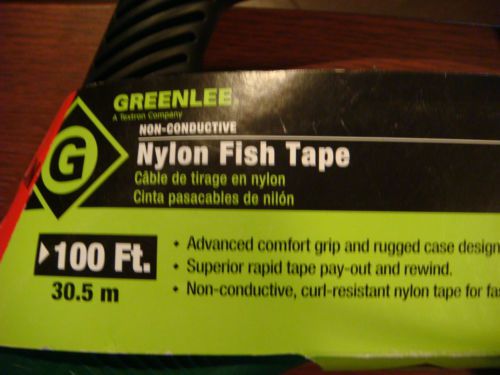 GREENLEE
A Textron Company
NON-CONDUCTIVE
G
Nylon Fish Tape
Câble de tirage en nylon
Cinta pasacables de nilón
100 Ft.
30.5 m
• Advanced comfort grip and rugged case design
• Superior rapid tape pay-out and rewind.
• Non-conductive, curl-resistant nylon tape for